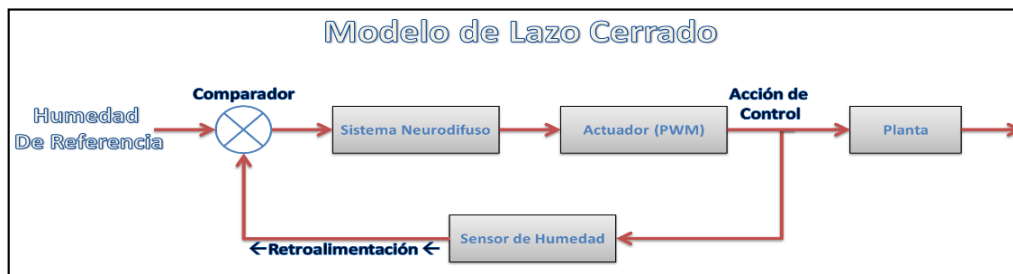 Modelo de Lazo Cerrado
Comparador
Acción de
Control
Humedad
De Referencia
Sistema Neurodifuso
Actuador (PWM)
Planta
Sensor de Humedad
←Retroalimentación ←